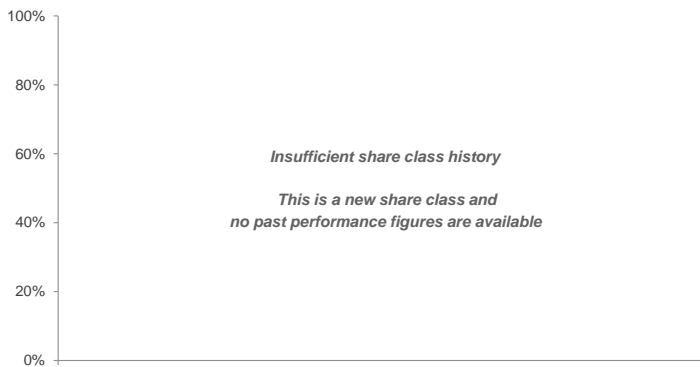 100%
80%
60%
Insufficient share class history
This is a new share class and
40%
no past performance figures are available
20%
0%